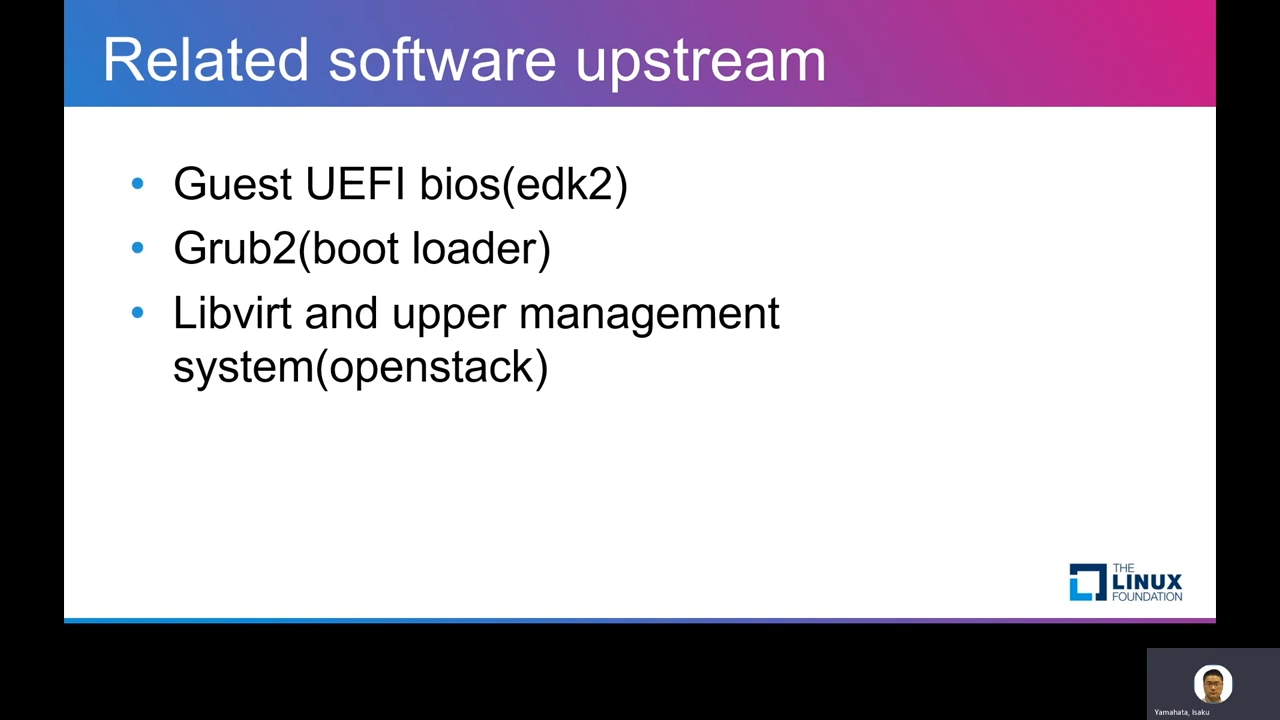 Related software upstream
• Guest UEFI bios(edk2)
• Grub2(boot loader)
• Libvirt and upper management
system(openstack)
THE
LINUX
FOUNDATION
Yamahata, Isaku